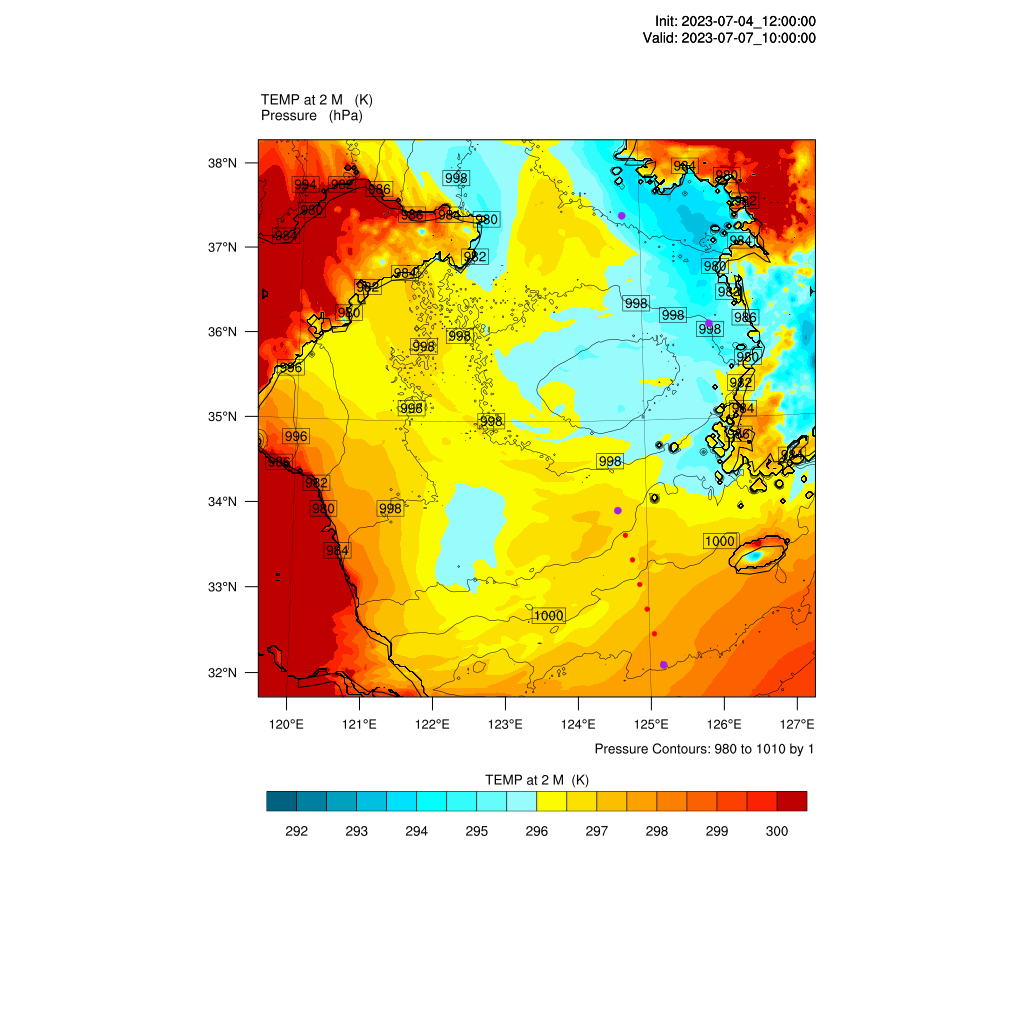 Init: 2023-07-04_12:00:00
Valid: 2023-07-07_10:00:00
TEMP at 2 M (K)
Pressure (hPa)
38°N
37°N
36°N
35°N
34°N
33°N
32°N
998
984
980
994
982
986
982
980
986
984
980
984
984
982
980
984
982
982
980
998
998
986
998
998
998
980
996
982
998
984
998
996
986
984
986
998
982
980
998
1000
984
1000
120°E
121°E
122°E
123°E
124°E
125°E
126°E
127°E
Pressure Contours: 980 to 1010 by 1
TEMP at 2 M (K)
292
293
294
295
296
297
298
299
300